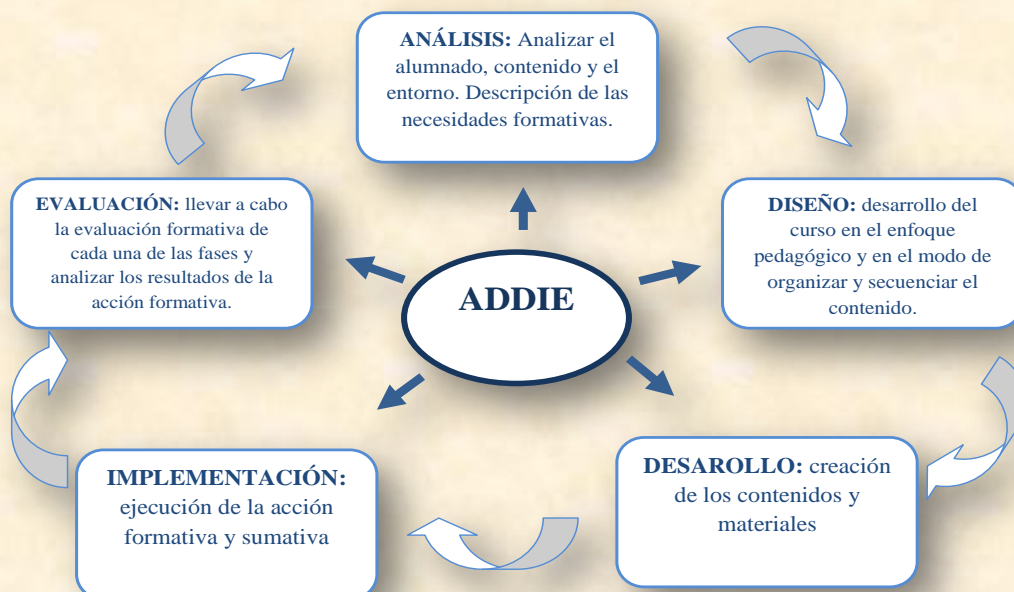 ANÁLISIS: Analizar el
alumnado, contenido y el
entorno. Descripción de las
necesidades formativas.
EVALUACIÓN: llevar a cabo
la evaluación formativa de
cada una de las fases y
analizar los resultados de la
acción formativa.
DISEÑO: desarrollo del
curso en el enfoque
pedagógico y en el modo de
organizar y secuenciar el
contenido.
ADDIE
IMPLEMENTACIÓN:
ejecución de la acción
formativa y sumativa
DESAROLLO: creación
de los contenidos y
materiales